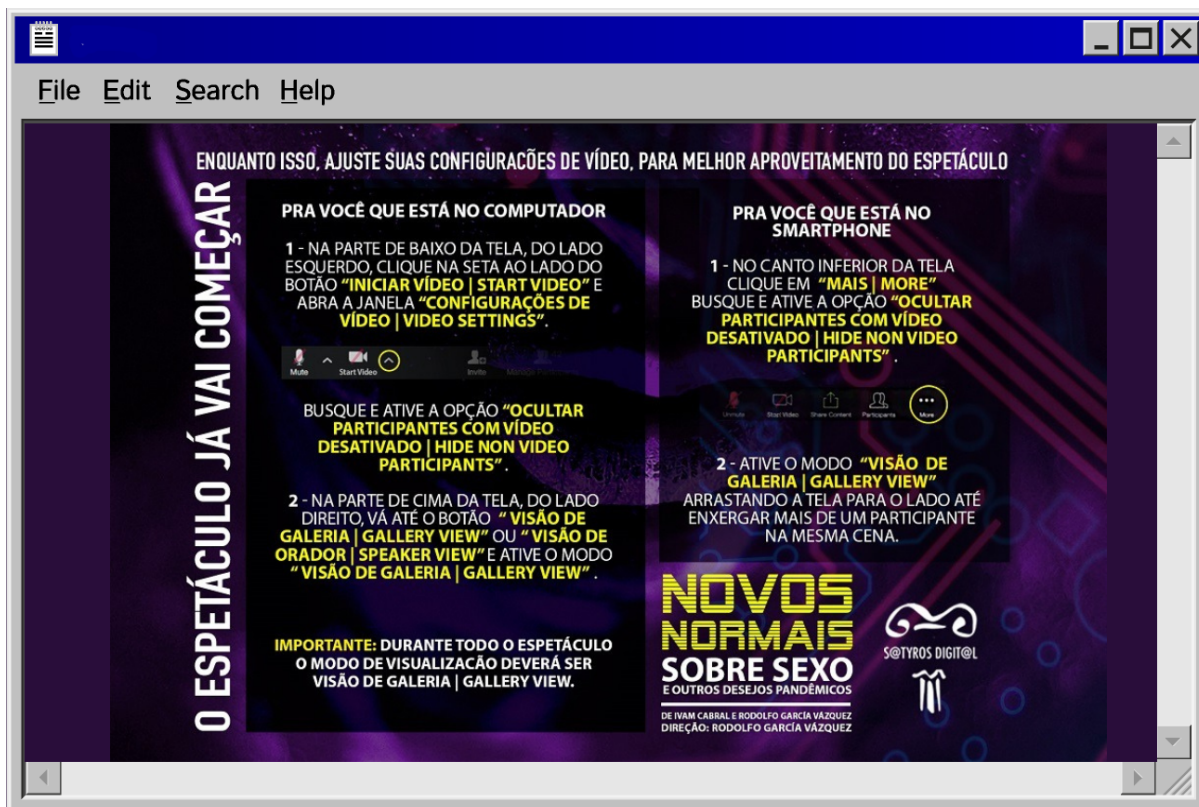 File Edit Search Help
ENQUANTO ISSO, AJUSTE SUAS CONFIGURACÕES DE VÍDEO, PARA MELHOR APROVEITAMENTO DO ESPETÁCULO
O ESPETÁCULO JÁ VAI COMEÇAR
PRA VOCÊ QUE ESTÁ NO COMPUTADOR
1 - NA PARTE DE BAIXO DA TELA, DO LADO
ESQUERDO, CLIQUE NA SETA AO LADO DO
BOTÃO “INICIAR VÍDEO | START VIDEO” E
ABRA A JANELA “CONFIGURAÇÕES DE
VÍDEO | VIDEO SETTINGS”.
Mute Start Video Invite
BUSQUE E ATIVE A OPÇÃO “OCULTAR
PARTICIPANTES COM VÍDEO
DESATIVADO | HIDE NON VIDEO
PARTICIPANTS” .
2 - NA PARTE DE CIMA DA TELA, DO LADO
DIREITO, VÁ ATÉ O BOTÃO “ VISÃO DE
GALERIA | GALLERY VIEW” OU “ VISÃO DE
ORADOR | SPEAKER VIEW” E ATIVE O MODO
“ VISÃO DE GALERIA | GALLERY VIEW” .
IMPORTANTE: DURANTE TODO O ESPETÁCULO
O MODO DE VISUALIZACÃO DEVERÁ SER
VISÃO DE GALERIA | GALLERY VIEW.
PRA VOCÊ QUE ESTÁ NO
SMARTPHONE
1 - NO CANTO INFERIOR DA TELA
CLIQUE EM “MAIS | MORE”
BUSQUE E ATIVE A OPÇÃO “OCULTAR
PARTICIPANTES COM VÍDEO
DESATIVADO | HIDE NON VIDEO
PARTICIPANTS” .
Unmute Start Video Share Content Participants More
2 - ATIVE O MODO “VISÃO DE
GALERIA | GALLERY VIEW”
ARRASTANDO A TELA PARA O LADO ATÉ
ENXERGAR MAIS DE UM PARTICIPANTE
NA MESMA CENA.
NOVOS
NORMAIS
SOBRE SEXO
E OUTROS DESEJOS PANDÊMICOS
DE IVAM CABRAL E RODOLFO GARCÍA VÁZQUEZ
DIREÇÃO: RODOLFO GARCÍA VÁZQUEZ
S@TYROS DIGIT@L